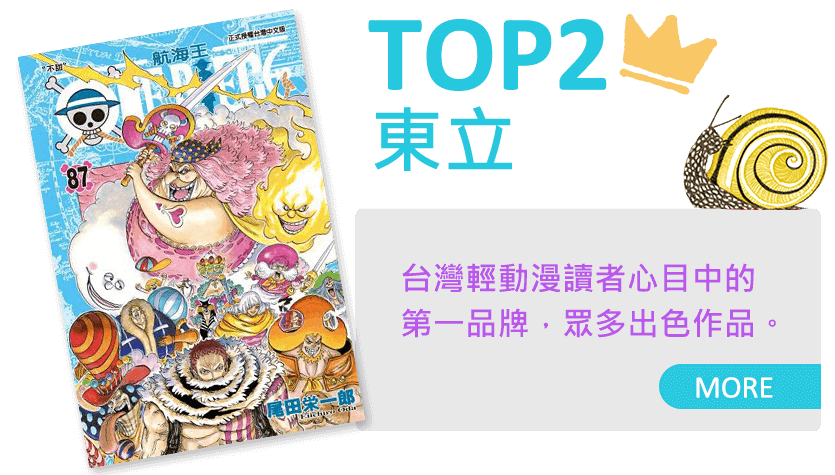 正式授權台灣中文版
航海王
"不甜"
ONE PIECE
87
尾田栄一郎
Eiichiro Oda
TOP2
東立
台灣輕動漫讀者心目中的
第一品牌，眾多出色作品。
MORE